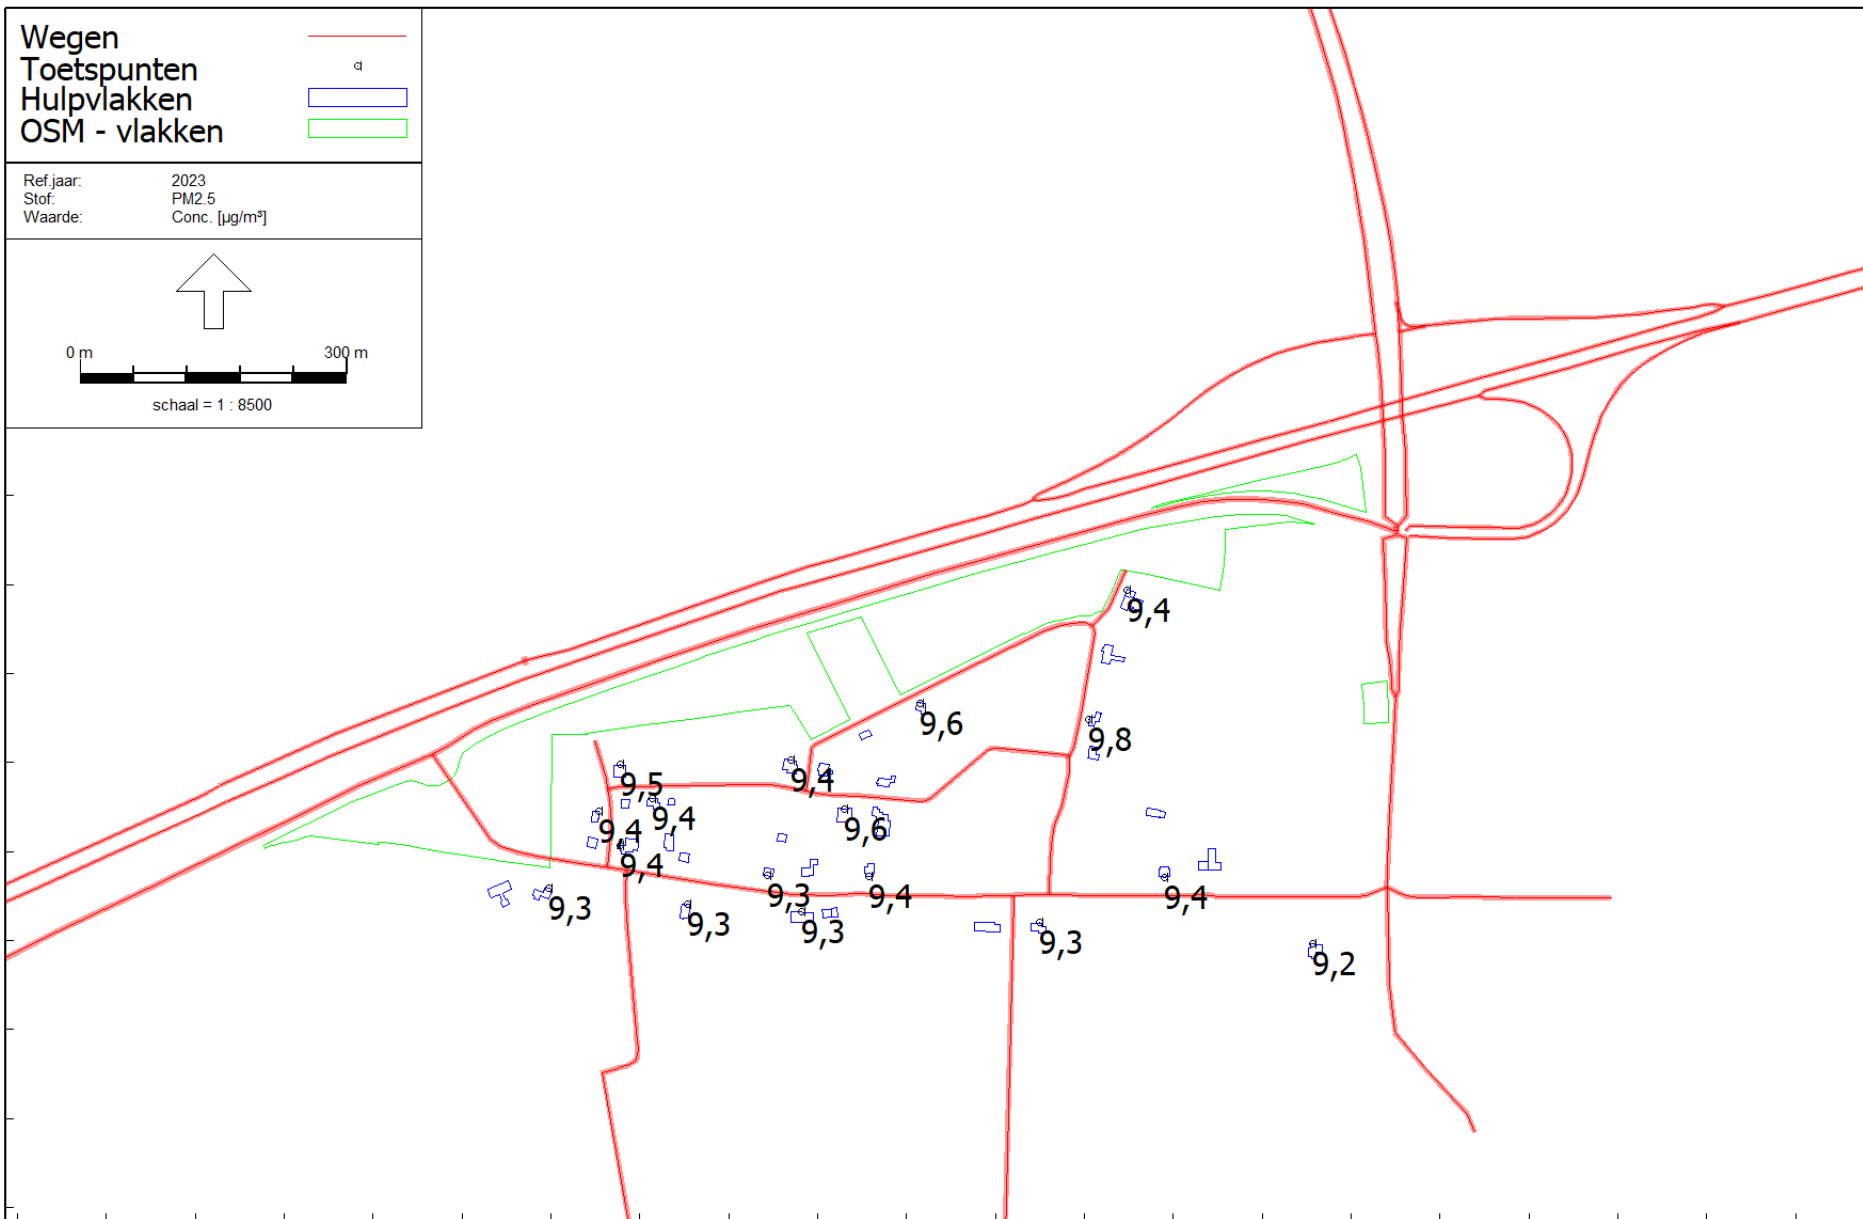 Wegen
Toetspunten
Hulpvlakken
OSM - vlakken
Ref.jaar: 2023
Stof: PM2.5
Waarde: Conc. [µg/m³]
0 m 300 m
schaal = 1 : 8500
9,4
9,6
9,8
9,5
9,4
9,4
9,4
9,6
9,4
9,3
9,3
9,4
9,4
9,3
9,3
9,3
9,2